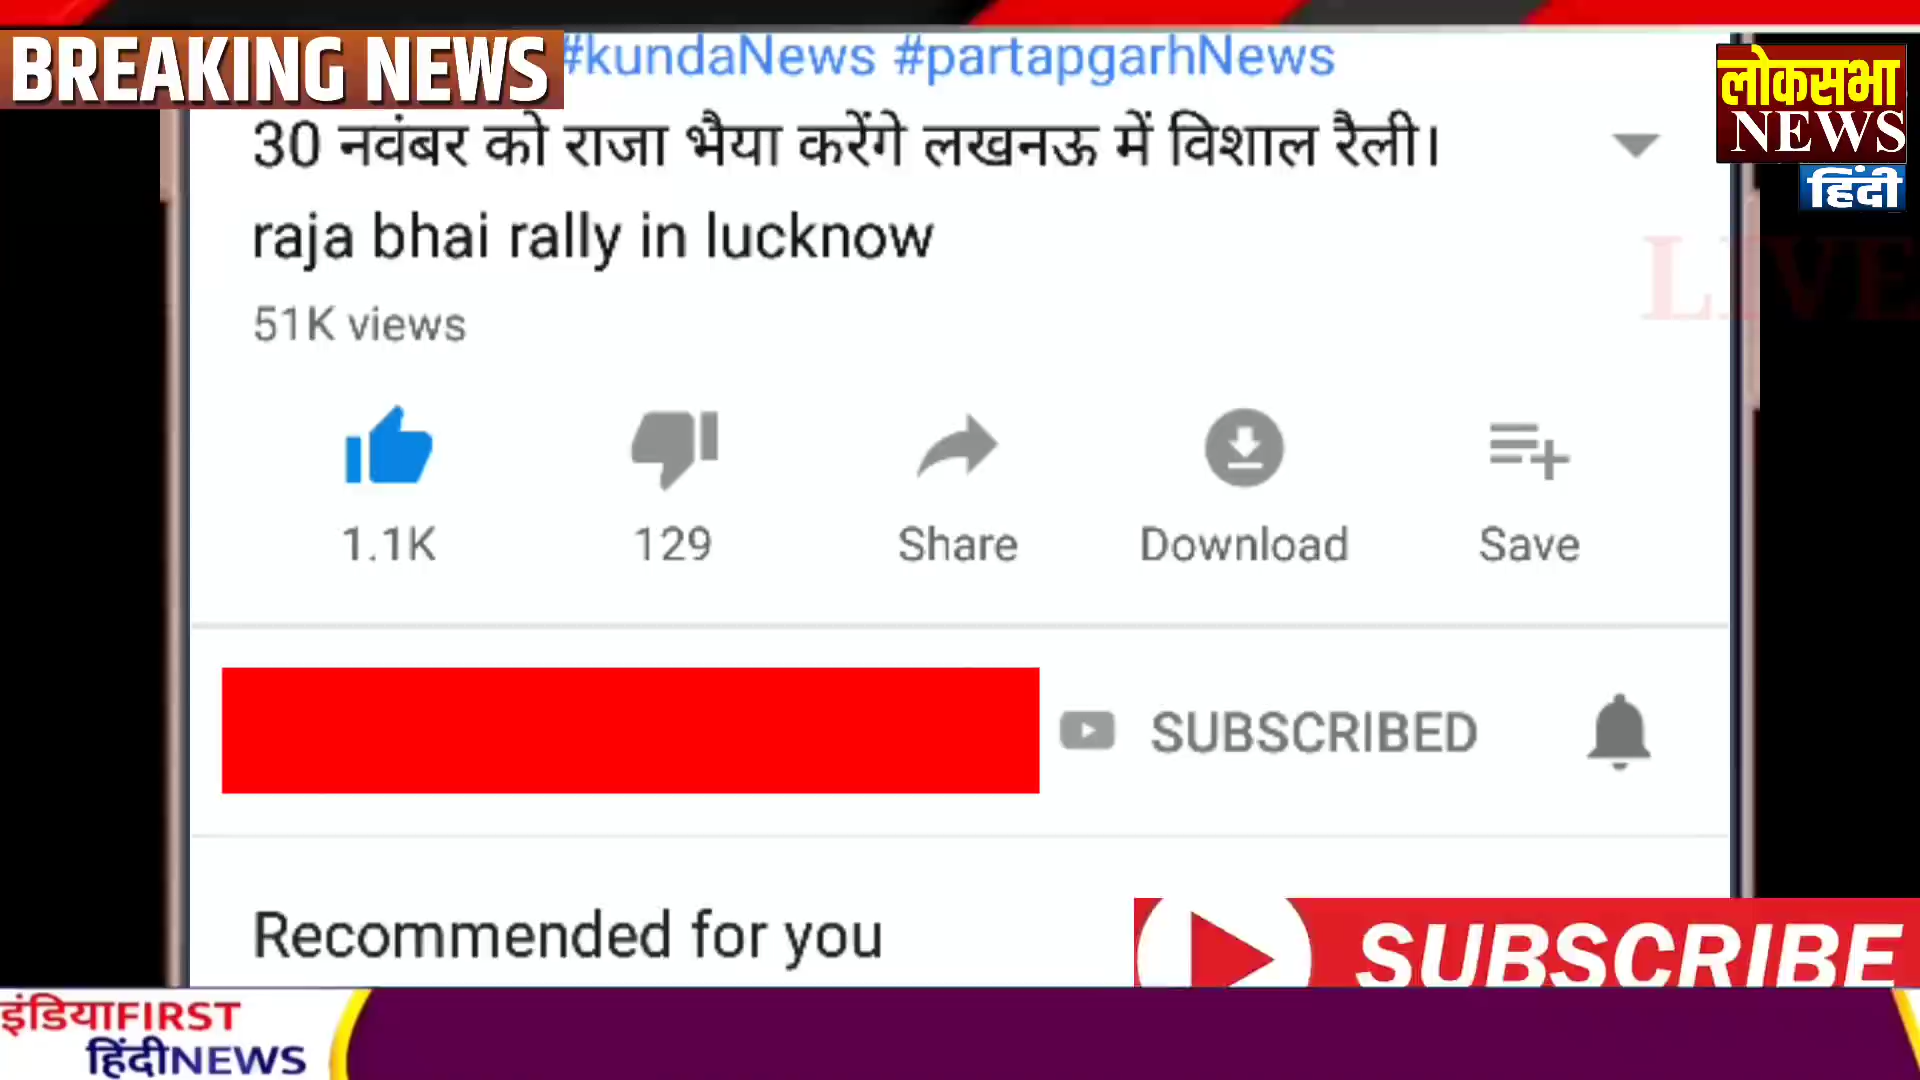 BREAKING NEWS
#kundaNews #partapgarhNews
30 नवंबर को राजा भैया करेंगे लखनऊ में विशाल रैली।
raja bhai rally in lucknow
51K views
1.1K
129
Share
Download
Save
SUBSCRIBED
Recommended for you
SUBSCRIBE
लोकसभा
NEWS
हिंदी
LIVE
इंडियाFIRST
हिंदीNEWS